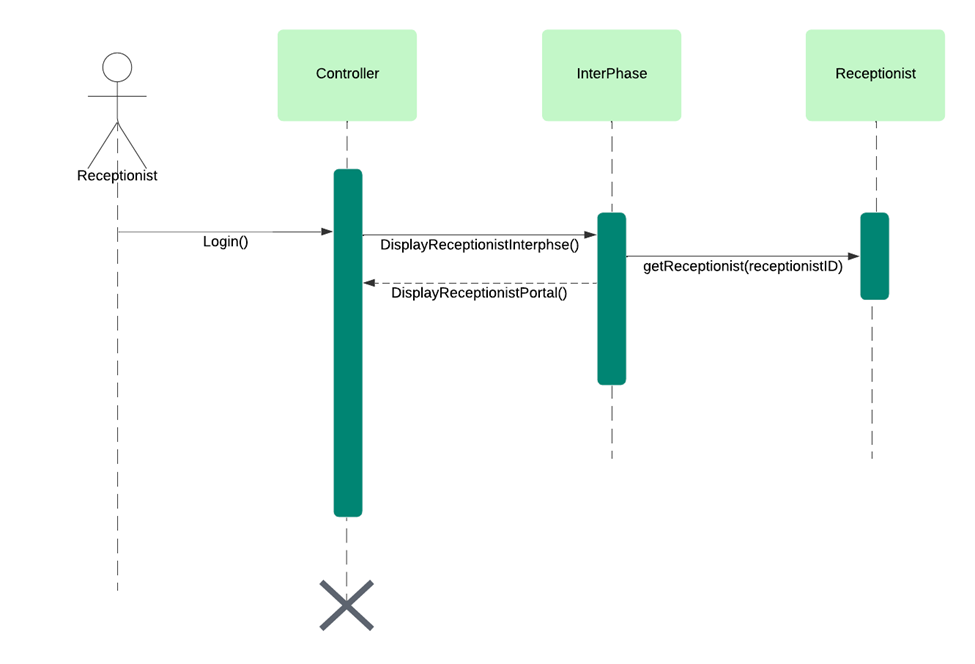 Controller
InterPhase
Receptionist
Receptionist
Login()
DisplayReceptionistInterphse()
getReceptionist(receptionistID)
DisplayReceptionistPortal()